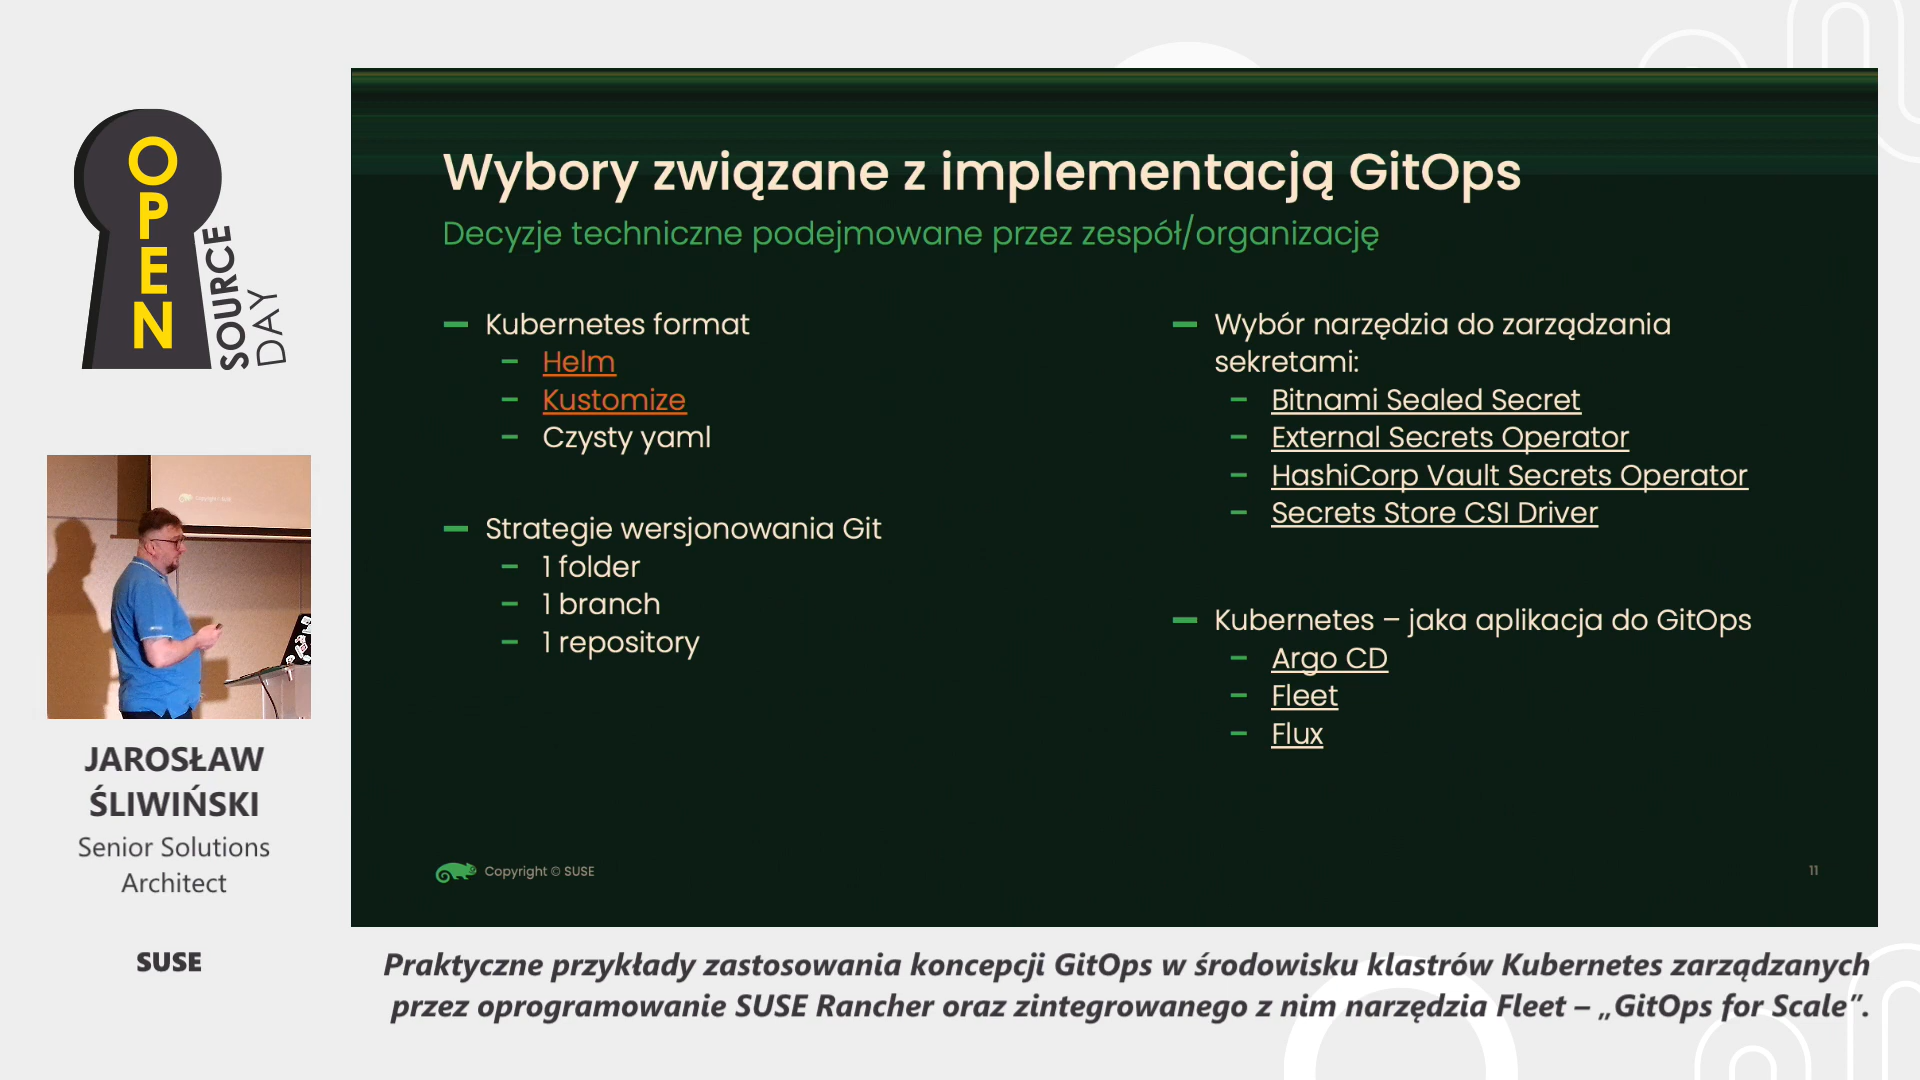 OPEN
SOURCE
DAY
JAROSŁAW
ŚLIWIŃSKI
Senior Solutions
Architect
SUSE
Wybory związane z implementacją GitOps
Decyzje techniczne podejmowane przez zespół/organizację
– Kubernetes format
– Helm
– Kustomize
– Czysty yaml
– Strategie wersjonowania Git
– 1 folder
– 1 branch
– 1 repository
– Wybór narzędzia do zarządzania
sekretami:
– Bitnami Sealed Secret
– External Secrets Operator
– HashiCorp Vault Secrets Operator
– Secrets Store CSI Driver
– Kubernetes – jaka aplikacja do GitOps
– Argo CD
– Fleet
– Flux
Copyright © SUSE
11
Praktyczne przykłady zastosowania koncepcji GitOps w środowisku klastrów Kubernetes zarządzanych
przez oprogramowanie SUSE Rancher oraz zintegrowanego z nim narzędzia Fleet – „GitOps for Scale”.